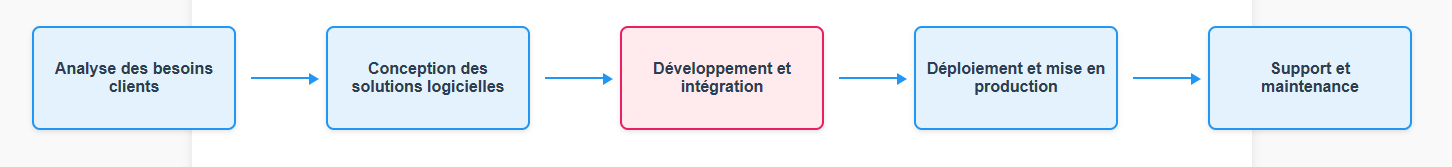 Analyse des besoins
clients
Conception des
solutions logicielles
Développement et
intégration
Déploiement et mise en
production
Support et
maintenance